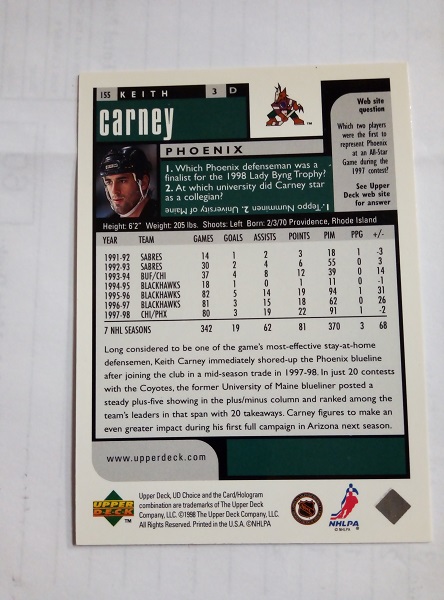 155 KEITH 3 D
carney
PHOENIX
1. Which Phoenix defenseman was a
finalist for the 1998 Lady Byng Trophy?
2. At which university did Carney star
as a collegian?
1. Teppo Numminen 2. University of Maine
Web site
question
Which two players
were the first to
represent Phoenix
at an All-Star
Game during the
1997 contest?
See Upper
Deck web site
for answer
Height: 6'2" Weight: 205 lbs. Shoots: Left Born: 2/3/70 Providence, Rhode Island
YEAR TEAM GAMES GOALS ASSISTS POINTS PIM PPG +/-
1991-92 SABRES 14 1 2 3 18 1 -3
1992-93 SABRES 30 2 4 6 55 0 3
1993-94 BUF/CHI 37 4 8 12 39 0 14
1994-95 BLACKHAWKS 18 1 0 1 11 0 -1
1995-96 BLACKHAWKS 82 5 14 19 94 1 31
1996-97 BLACKHAWKS 81 3 15 18 62 0 26
1997-98 CHI/PHX 80 3 19 22 91 1 -2
7 NHL SEASONS 342 19 62 81 370 3 68
Long considered to be one of the game's most-effective stay-at-home
defensemen, Keith Carney immediately shored-up the Phoenix blueline
after joining the club in a mid-season trade in 1997-98. In just 20 contests
with the Coyotes, the former University of Maine blueliner posted a
steady plus-five showing in the plus/minus column and ranked among the
team's leaders in that span with 20 takeaways. Carney figures to make an
even greater impact during his first full campaign in Arizona next season.
www.upperdeck.com
UPPER
DECK
TM
Upper Deck, UD Choice and the Card/Hologram
combination are trademarks of The Upper Deck
Company, LLC. ©1998 The Upper Deck Company, LLC.
All Rights Reserved. Printed in the U.S.A. ©NHLPA
NHLPA